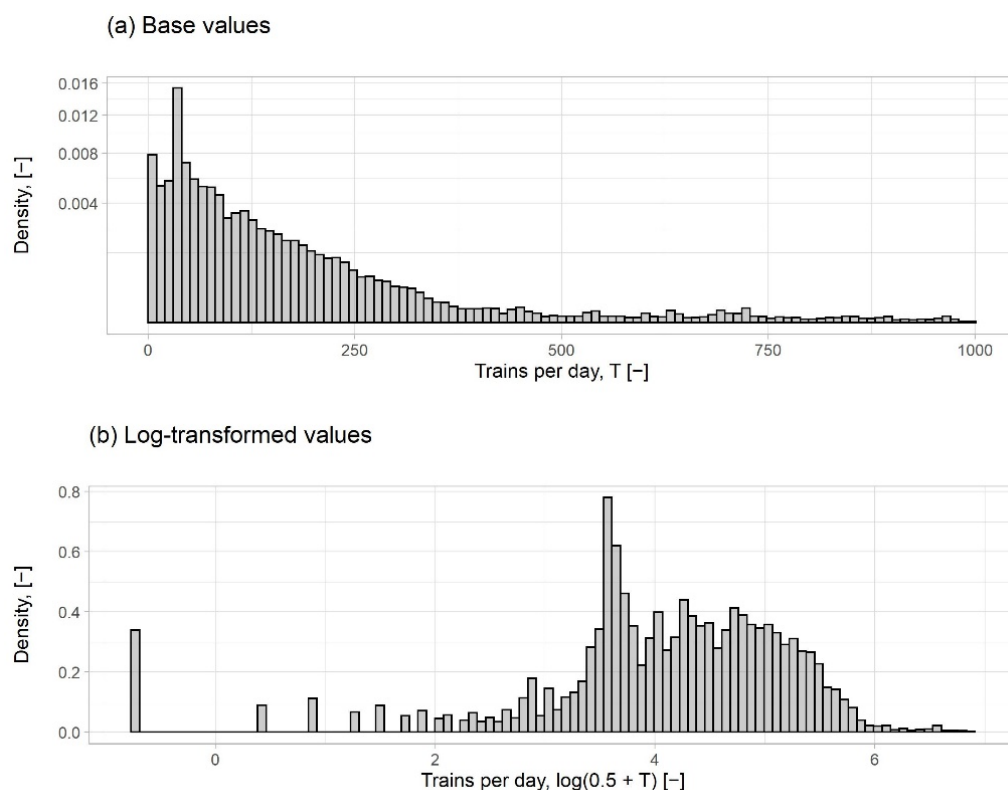 (a) Base values
0.016
0.012
0.008
0.004
Density, [−]
0 250 500 750 1000
Trains per day, T [−]
(b) Log-transformed values
0.8
0.6
0.4
0.2
0.0
Density, [−]
0 2 4 6
Trains per day, log(0.5 + T) [−]